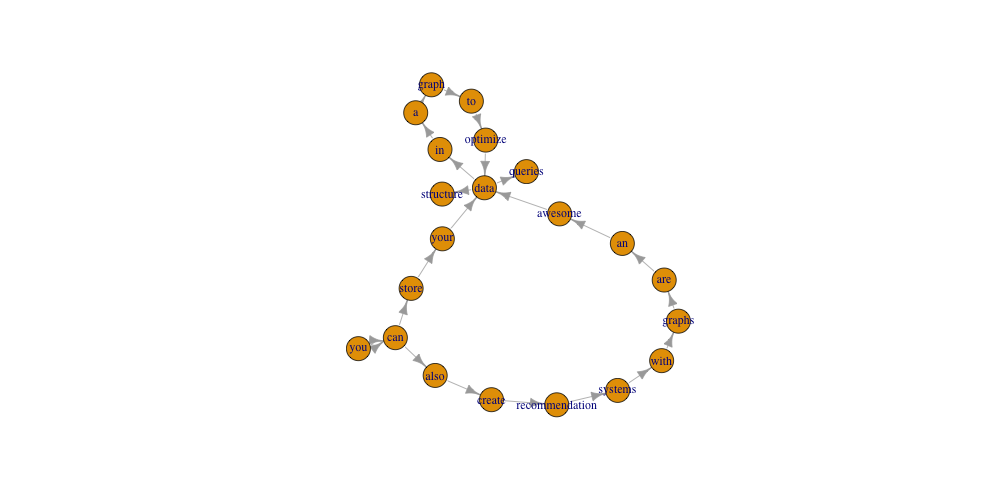 graph
to
a
optimize
in
queries
data
structure
awesome
your
an
are
store
graphs
can
you
with
also
systems
create
recommendation